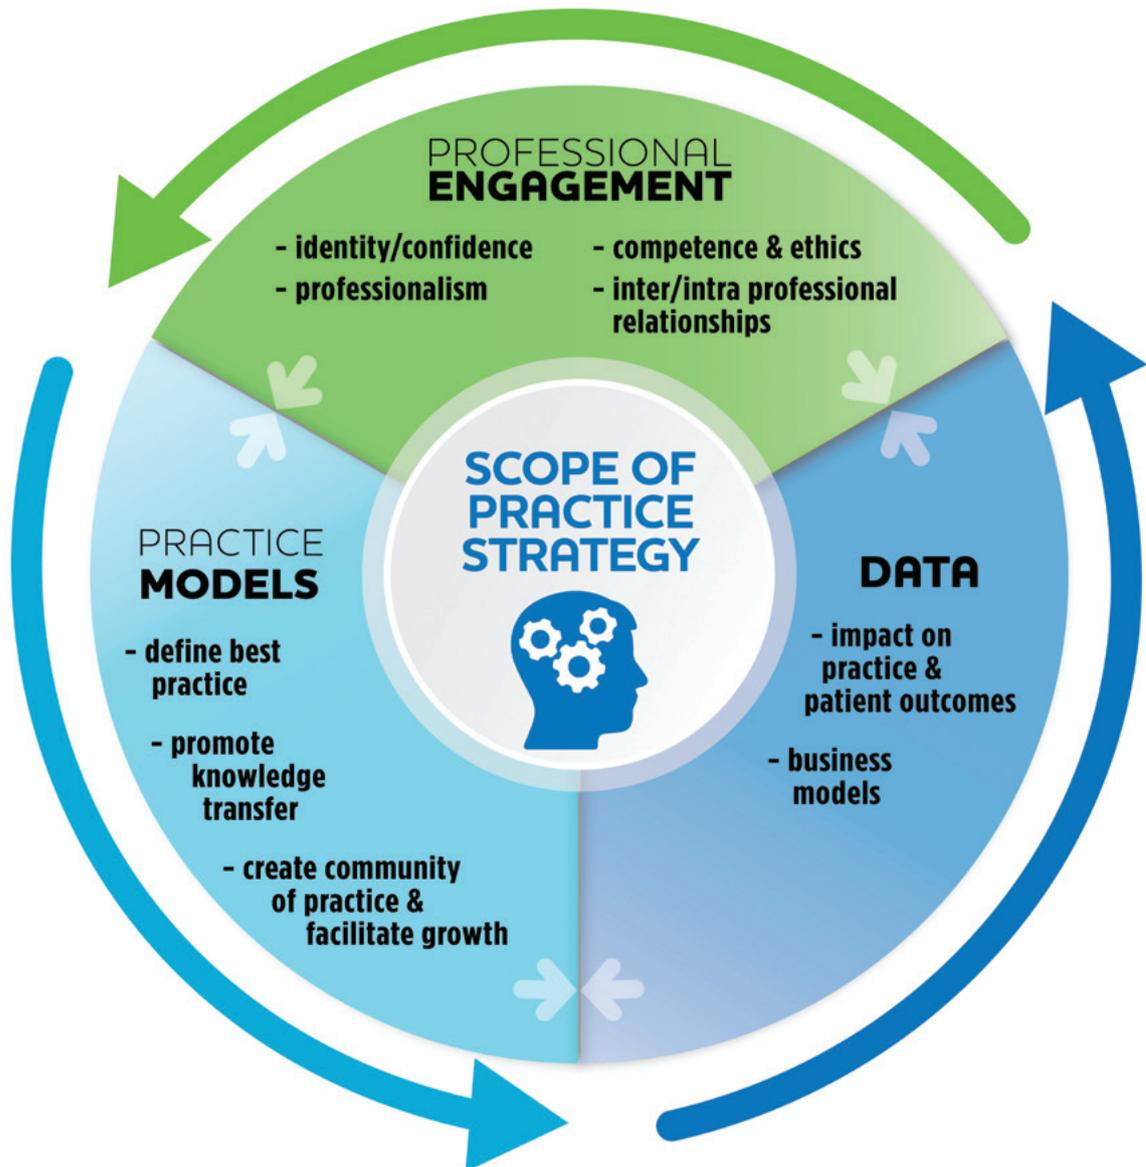 PROFESSIONAL
ENGAGEMENT
- identity/confidence
- professionalism
- competence & ethics
- inter/intra professional
relationships
SCOPE OF
PRACTICE
STRATEGY
PRACTICE
MODELS
- define best
practice
- promote
knowledge
transfer
- create community
of practice &
facilitate growth
DATA
- impact on
practice &
patient outcomes
- business
models